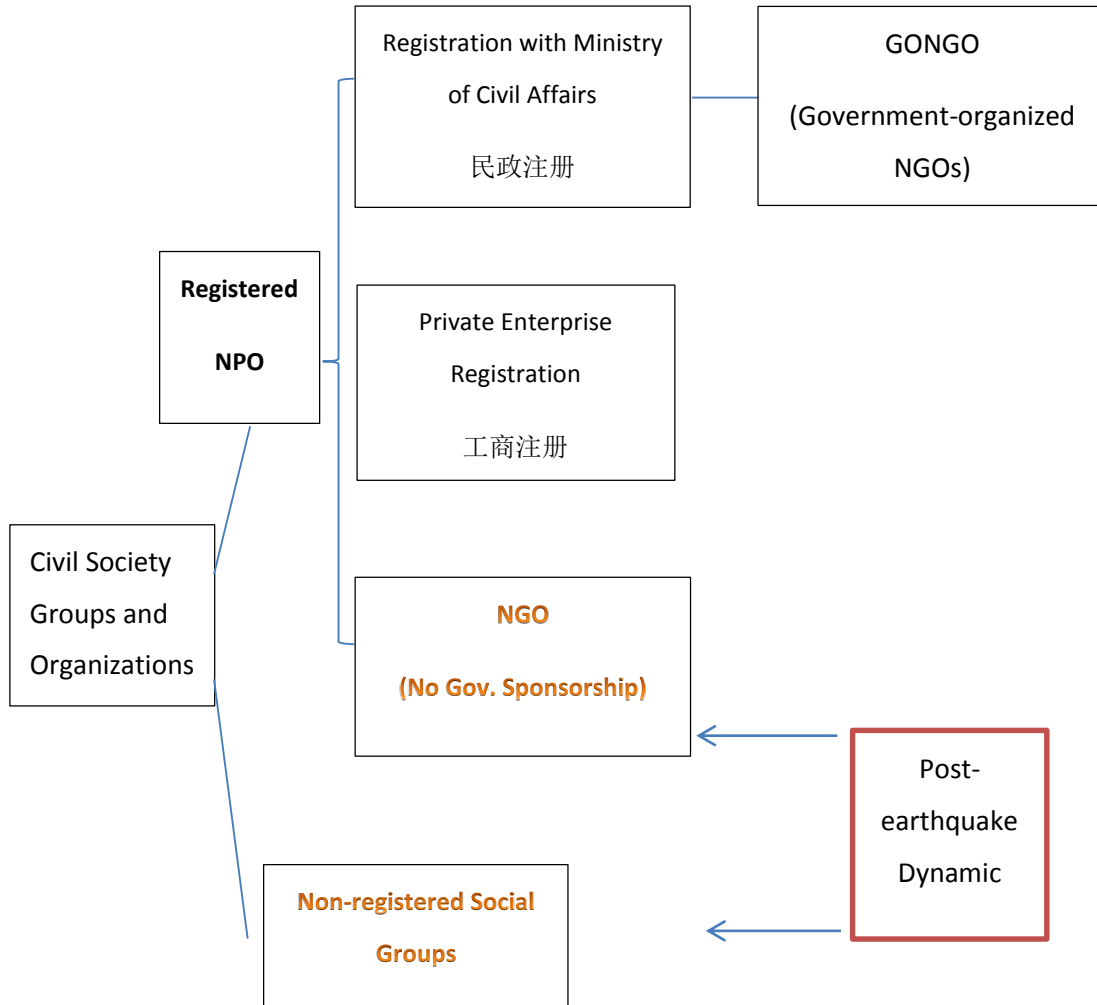 Registration with Ministry
of Civil Affairs
民政注册
GONGO
(Government-organized
NGOs)
Registered
NPO
Private Enterprise
Registration
工商注册
Civil Society
Groups and
Organizations
NGO
(No Gov. Sponsorship)
Post-
earthquake
Dynamic
Non-registered Social
Groups